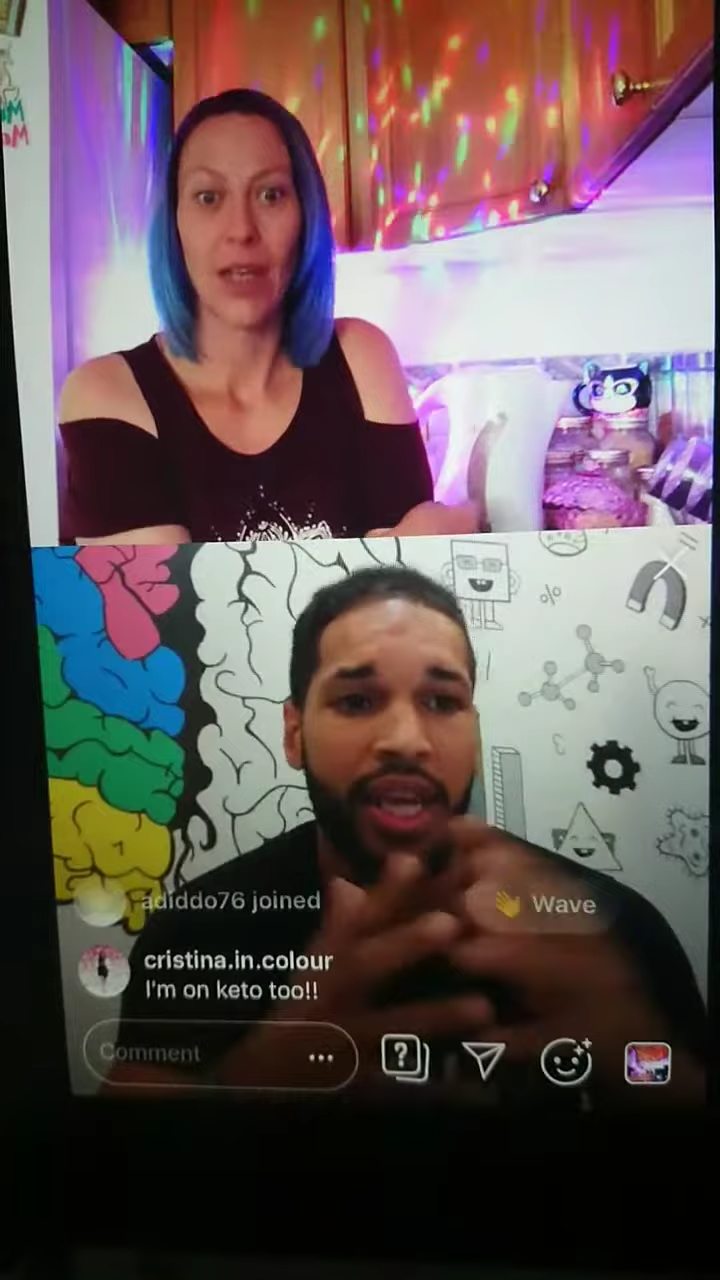 adiddo76 joined
Wave
cristina.in.colour
I'm on keto too!!
Comment